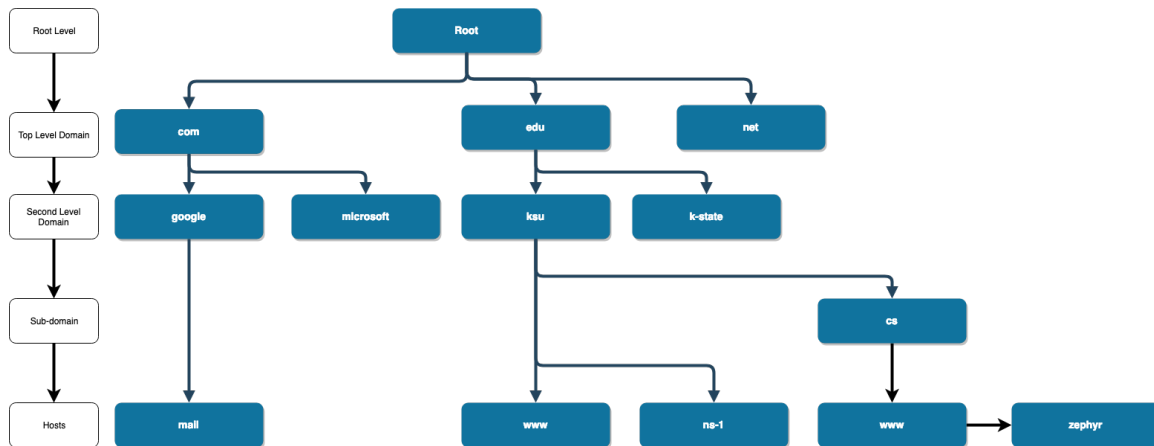 Root Level
Root
Top Level Domain
com
edu
net
Second Level
Domain
google
microsoft
ksu
k-state
Sub-domain
cs
Hosts
mail
www
ns-1
www
zephyr